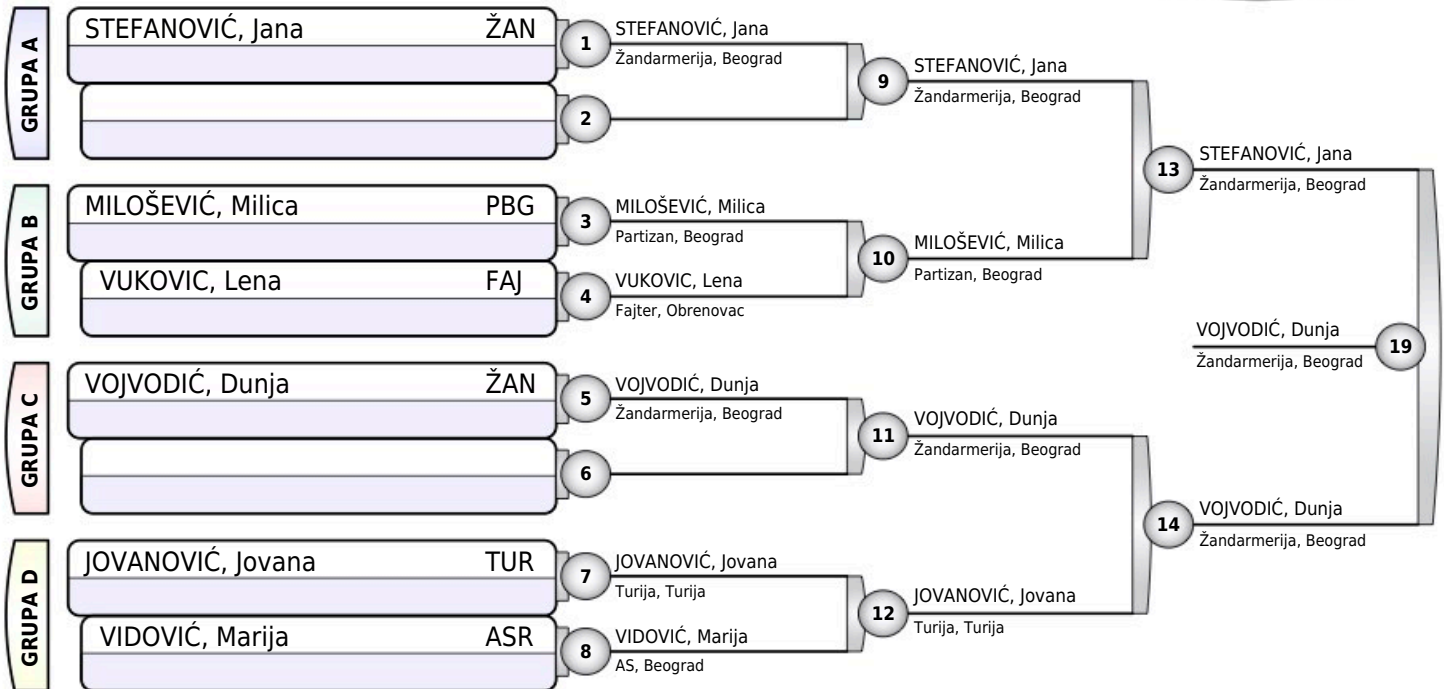 GRUPA A
STEFANOVIĆ, Jana ŽAN
1
STEFANOVIĆ, Jana
Žandarmerija, Beograd
2
9
STEFANOVIĆ, Jana
Žandarmerija, Beograd
GRUPA B
MILOŠEVIĆ, Milica PBG
3
MILOŠEVIĆ, Milica
Partizan, Beograd
VUKOVIC, Lena FAJ
4
VUKOVIC, Lena
Fajter, Obrenovac
10
MILOŠEVIĆ, Milica
Partizan, Beograd
13
STEFANOVIĆ, Jana
Žandarmerija, Beograd
GRUPA C
VOJVODIĆ, Dunja ŽAN
5
VOJVODIĆ, Dunja
Žandarmerija, Beograd
6
11
VOJVODIĆ, Dunja
Žandarmerija, Beograd
GRUPA D
JOVANOVIĆ, Jovana TUR
7
JOVANOVIĆ, Jovana
Turija, Turija
VIDOVIĆ, Marija ASR
8
VIDOVIĆ, Marija
AS, Beograd
12
JOVANOVIĆ, Jovana
Turija, Turija
14
VOJVODIĆ, Dunja
Žandarmerija, Beograd
VOJVODIĆ, Dunja
Žandarmerija, Beograd
19